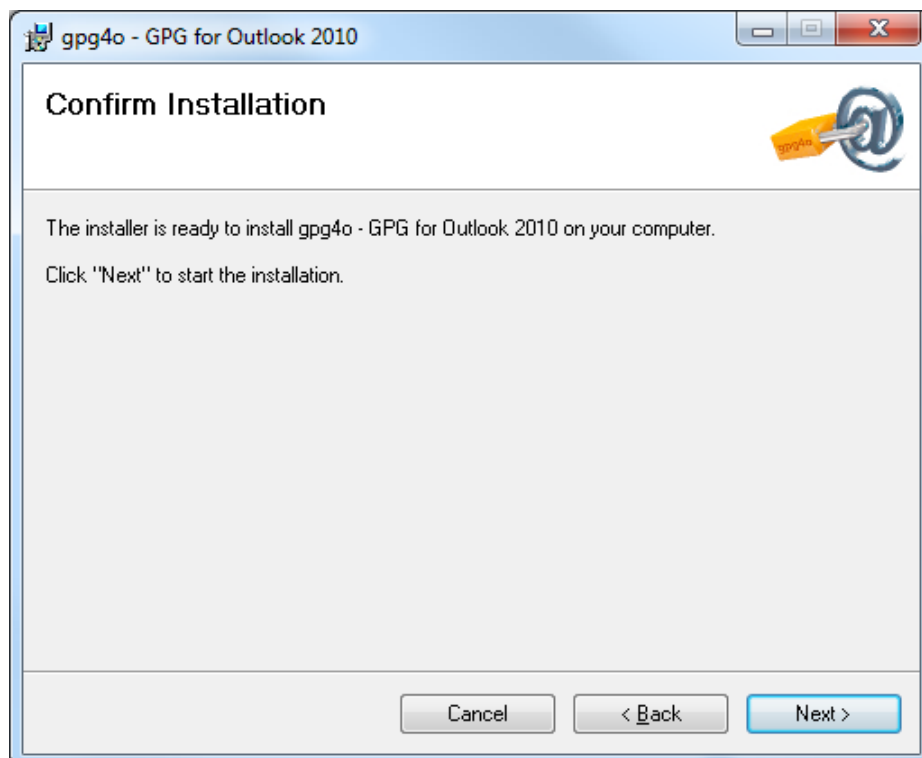 gpg4o - GPG for Outlook 2010
Confirm Installation
gpg4o
The installer is ready to install gpg4o - GPG for Outlook 2010 on your computer.
Click "Next" to start the installation.
Cancel
< Back
Next >